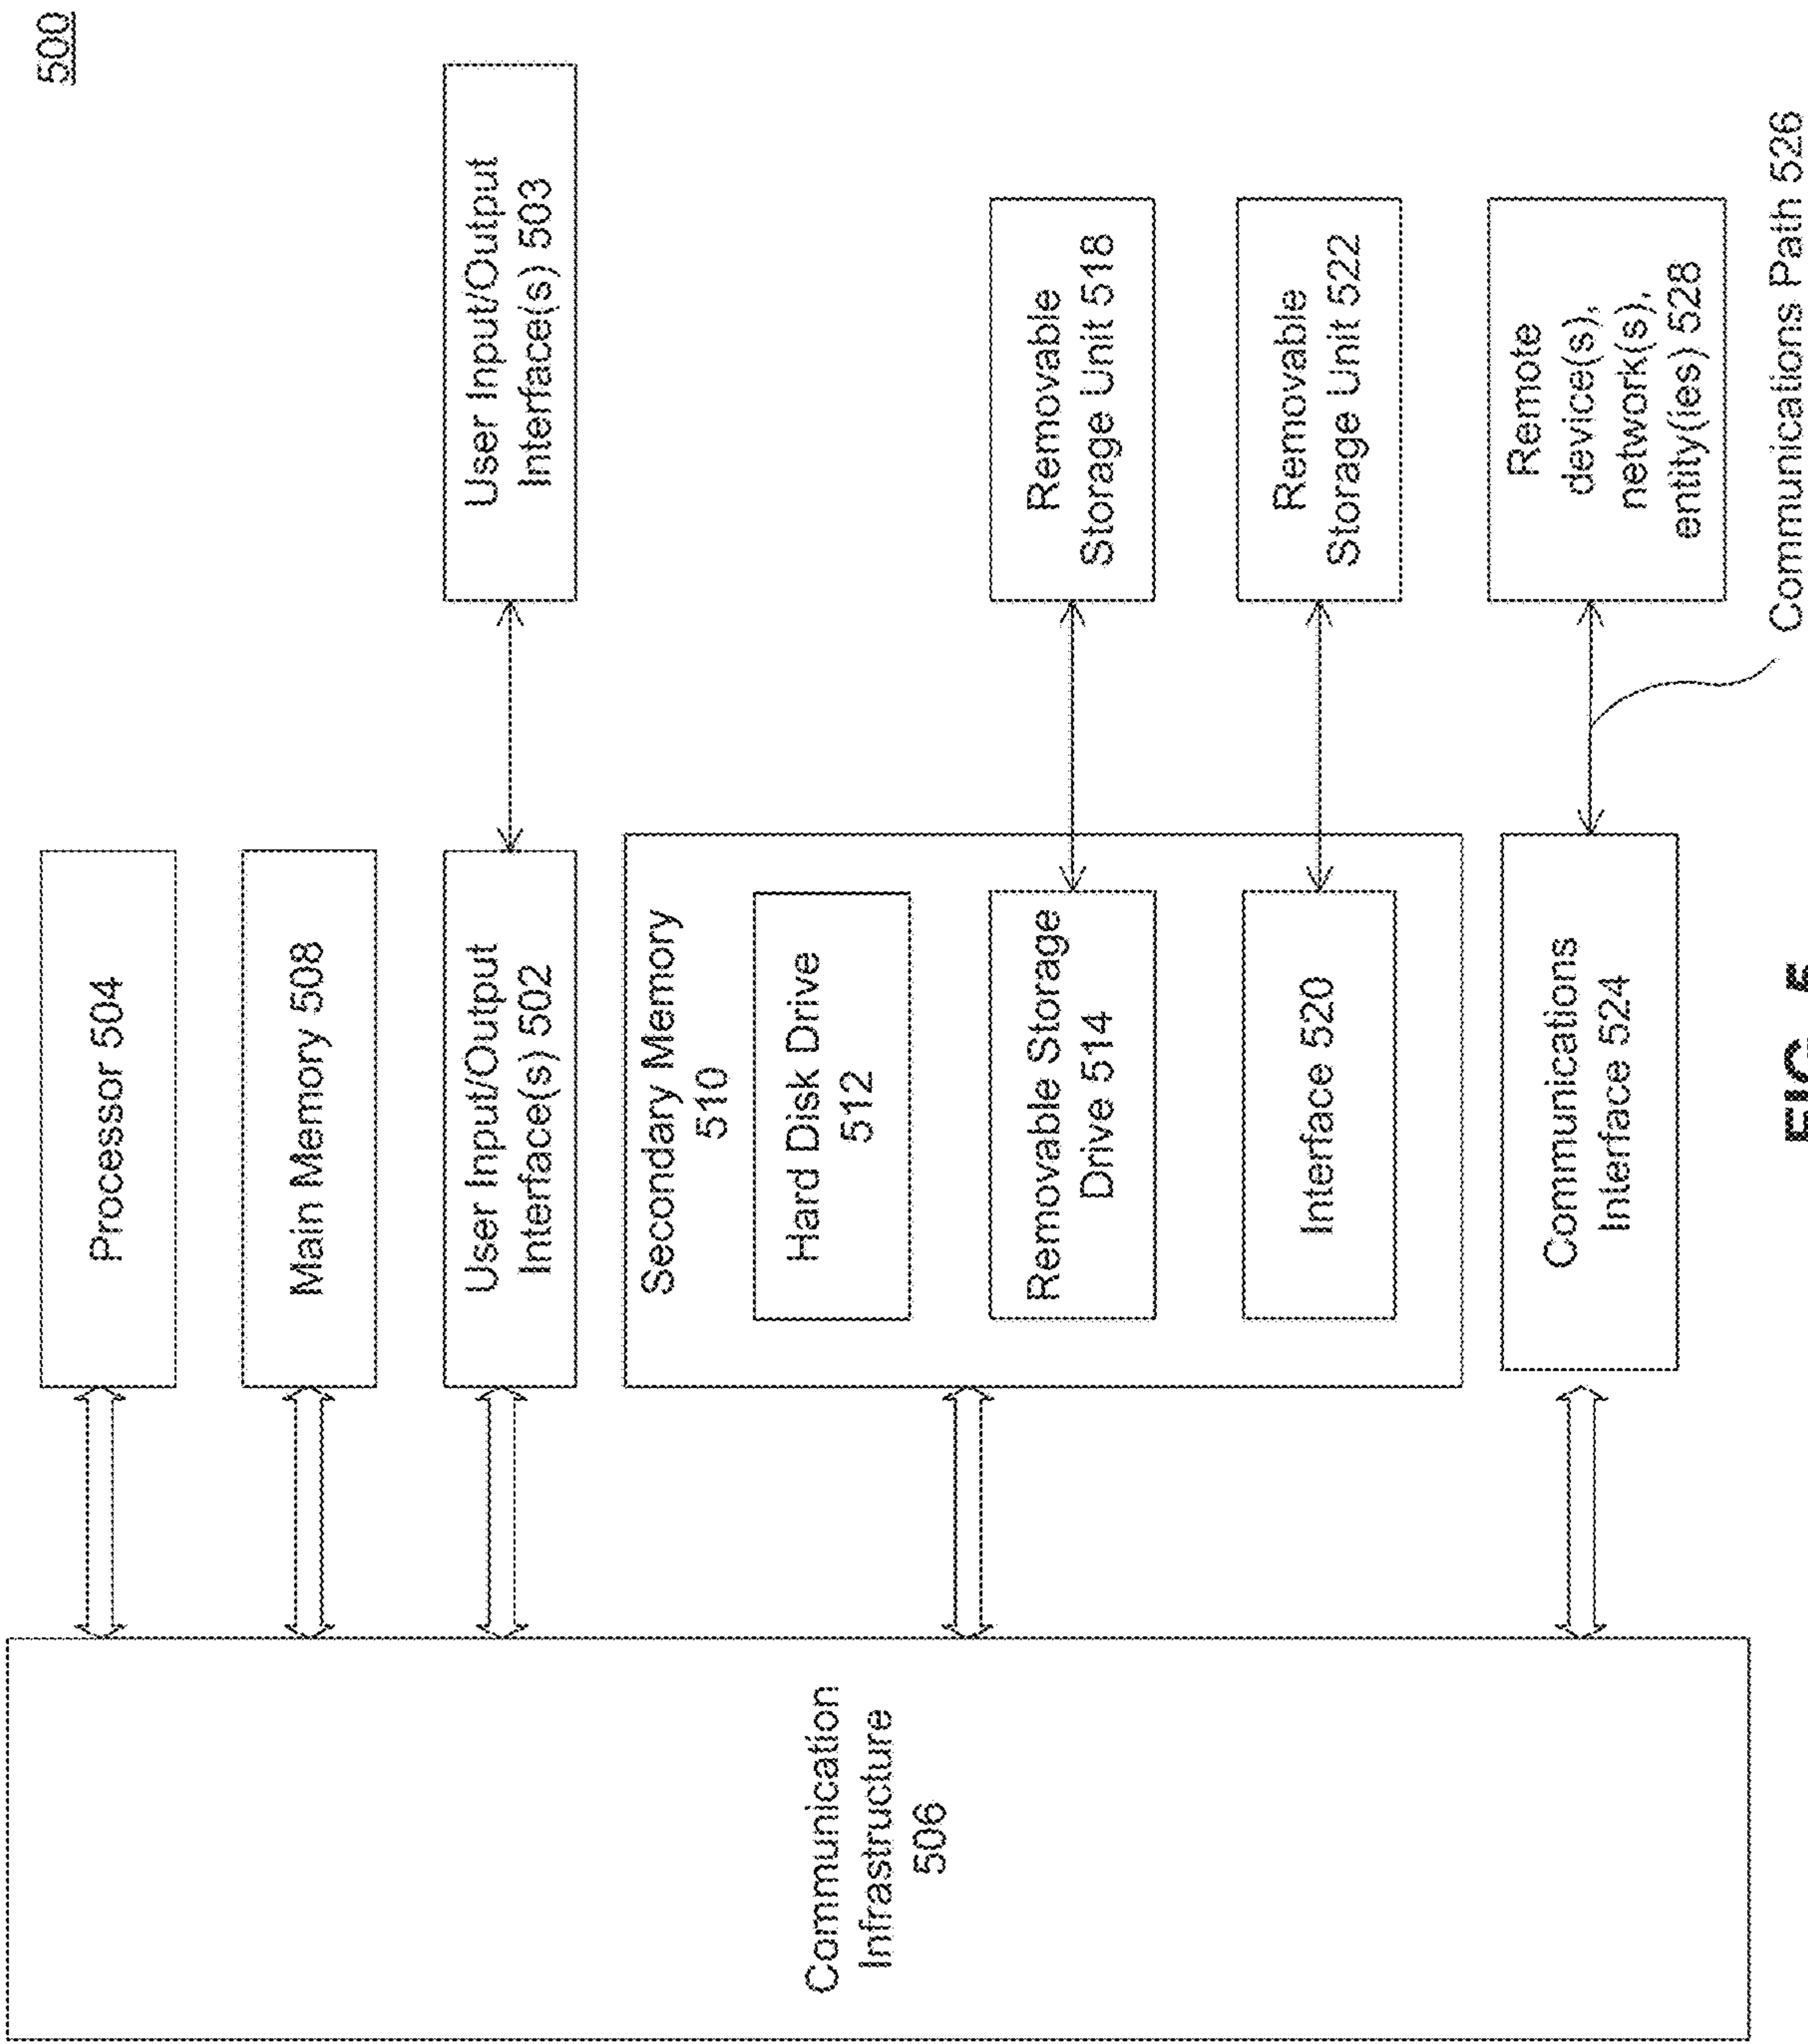 500
Processor 504
Main Memory 508
User Input/Output
Interface(s) 502
User Input/Output
Interface(s) 503
Secondary Memory
510
Hard Disk Drive
512
Removable Storage
Drive 514
Removable
Storage Unit 518
Interface 520
Removable
Storage Unit 522
Communications
Interface 524
Remote
device(s),
network(s),
entity(ies) 528
Communications Path 526
Communication
Infrastructure
506
FIG. 5